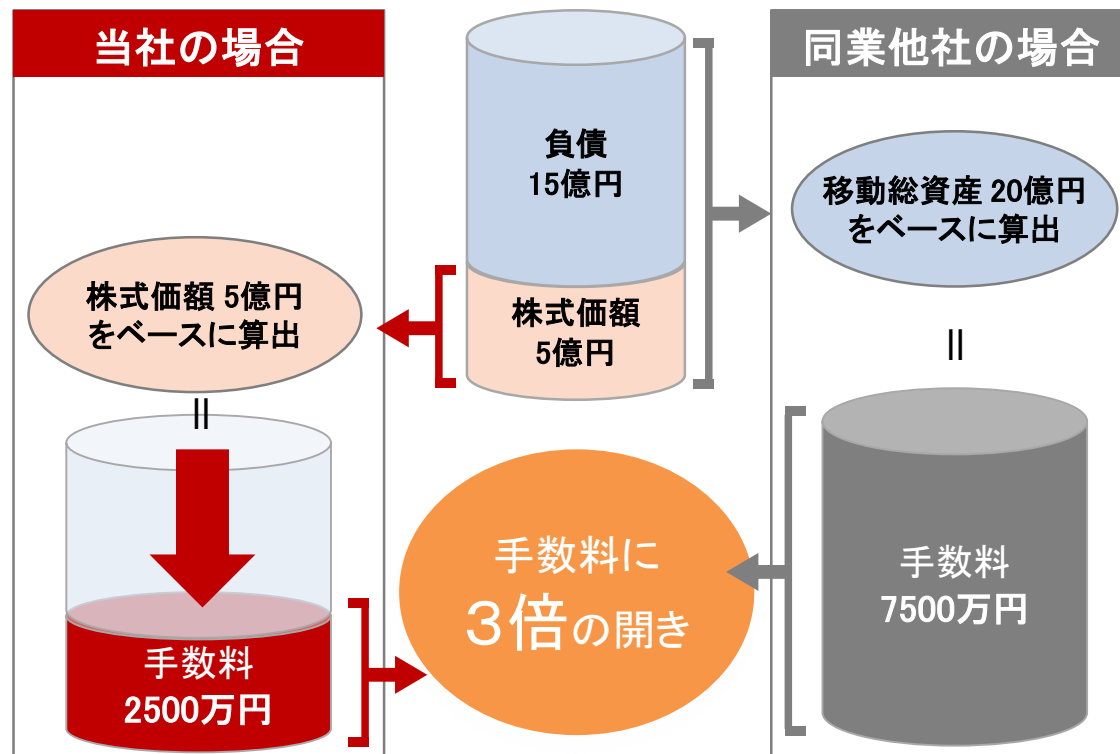 当社の場合
株式価額 5億円
をベースに算出
=
手数料
2500万円
負債
15億円
株式価額
5億円
手数料に
3倍の開き
同業他社の場合
移動総資産 20億円
をベースに算出
=
手数料
7500万円